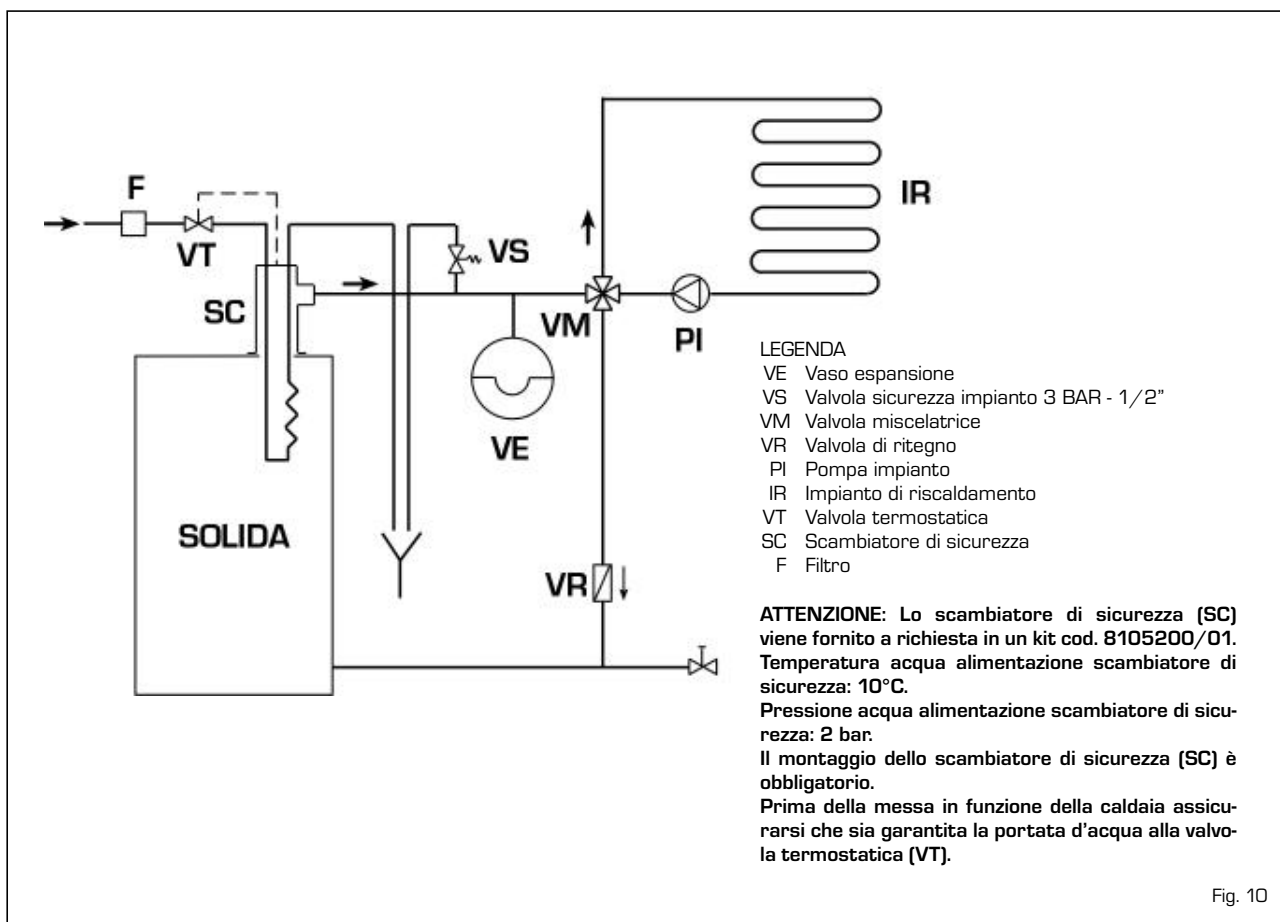 F
VT
SC
VS
VM
PI
IR
VE
SOLIDA
VR
LEGENDA
VE Vaso espansione
VS Valvola sicurezza impianto 3 BAR - 1/2”
VM Valvola miscelatrice
VR Valvola di ritegno
PI Pompa impianto
IR Impianto di riscaldamento
VT Valvola termostatica
SC Scambiatore di sicurezza
F Filtro
ATTENZIONE: Lo scambiatore di sicurezza (SC)
viene fornito a richiesta in un kit cod. 8105200/01.
Temperatura acqua alimentazione scambiatore di
sicurezza: 10°C.
Pressione acqua alimentazione scambiatore di sicu-
rezza: 2 bar.
Il montaggio dello scambiatore di sicurezza (SC) è
obbligatorio.
Prima della messa in funzione della caldaia assicu-
rarsi che sia garantita la portata d’acqua alla valvo-
la termostatica (VT).
Fig. 10